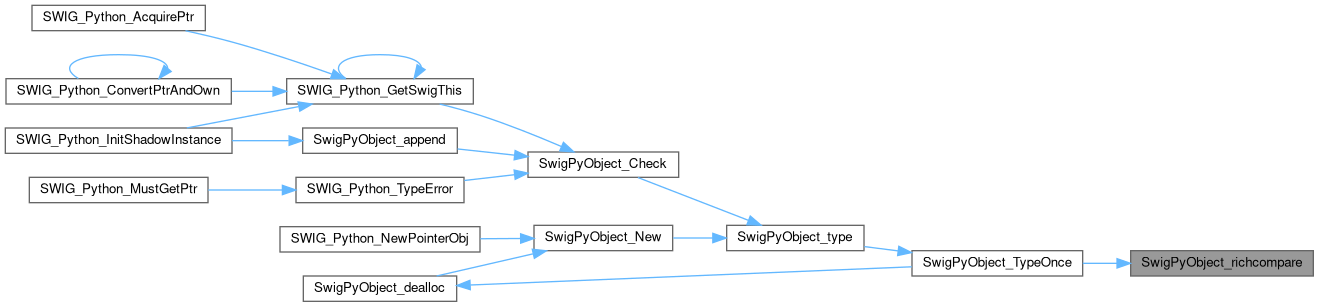 SWIG_Python_AcquirePtr
SWIG_Python_ConvertPtrAndOwn
SWIG_Python_GetSwigThis
SWIG_Python_InitShadowInstance
SwigPyObject_append
SwigPyObject_Check
SWIG_Python_MustGetPtr
SWIG_Python_TypeError
SWIG_Python_NewPointerObj
SwigPyObject_New
SwigPyObject_type
SwigPyObject_TypeOnce
SwigPyObject_richcompare
SwigPyObject_dealloc